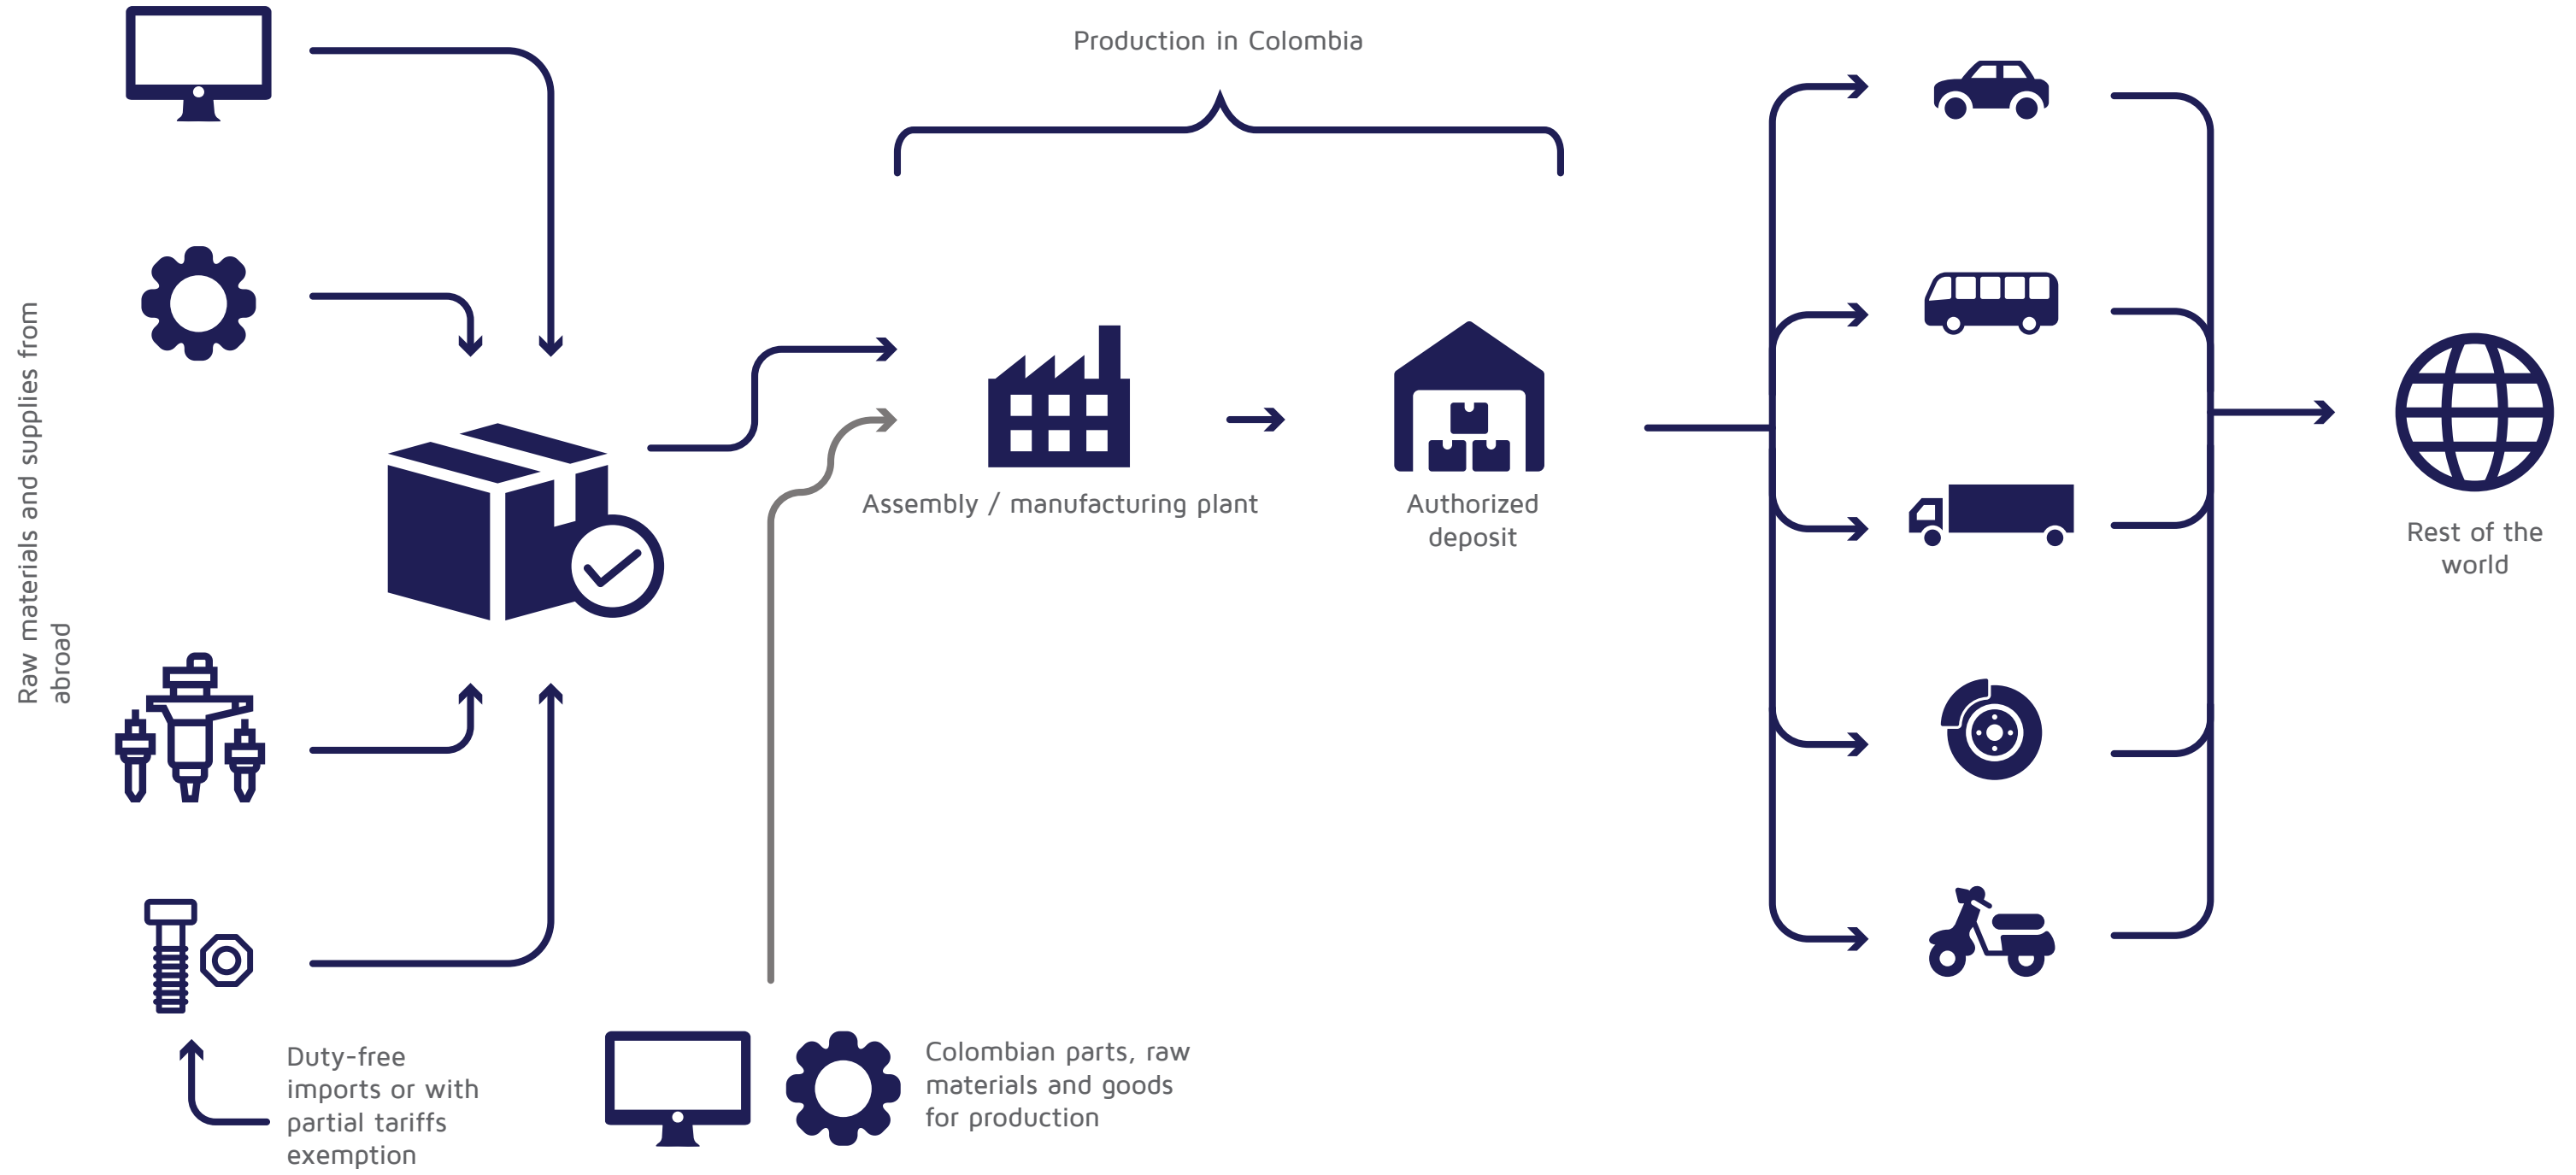 Production in Colombia
Raw materials and supplies from
abroad
Assembly / manufacturing plant
Authorized
deposit
Rest of the
world
Duty-free
imports or with
partial tariffs
exemption
Colombian parts, raw
materials and goods
for production